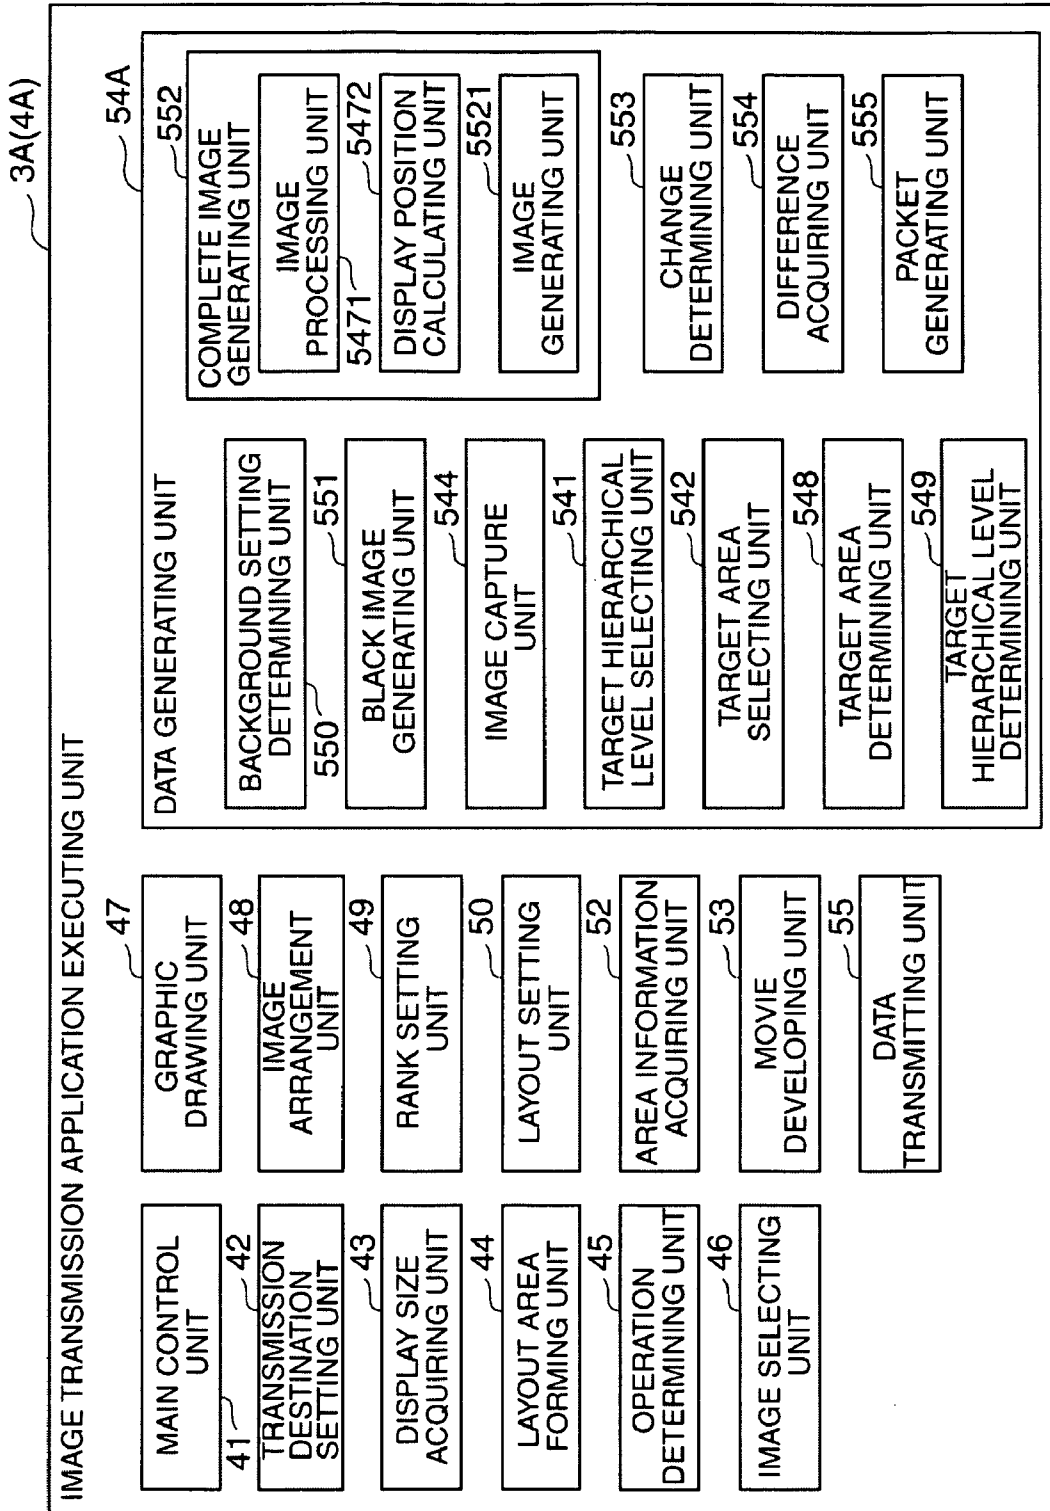 3A(4A)
IMAGE TRANSMISSION APPLICATION EXECUTING UNIT
MAIN CONTROL
UNIT
41
TRANSMISSION
DESTINATION
SETTING UNIT
42
DISPLAY SIZE
ACQUIRING UNIT
43
LAYOUT AREA
FORMING UNIT
44
OPERATION
DETERMINING UNIT
45
IMAGE SELECTING
UNIT
46
GRAPHIC
DRAWING UNIT
47
IMAGE
ARRANGEMENT
UNIT
48
RANK SETTING
UNIT
49
LAYOUT SETTING
UNIT
50
AREA INFORMATION
ACQUIRING UNIT
52
MOVIE
DEVELOPING UNIT
53
DATA
TRANSMITTING UNIT
55
DATA GENERATING UNIT
54A
BACKGROUND SETTING
DETERMINING UNIT
550
BLACK IMAGE
GENERATING UNIT
551
IMAGE CAPTURE
UNIT
544
TARGET HIERARCHICAL
LEVEL SELECTING UNIT
541
TARGET AREA
SELECTING UNIT
542
TARGET AREA
DETERMINING UNIT
548
TARGET
HIERARCHICAL LEVEL
DETERMINING UNIT
549
COMPLETE IMAGE
GENERATING UNIT
552
IMAGE
PROCESSING UNIT
5471
DISPLAY POSITION
CALCULATING UNIT
5472
IMAGE
GENERATING UNIT
5521
CHANGE
DETERMINING UNIT
553
DIFFERENCE
ACQUIRING UNIT
554
PACKET
GENERATING UNIT
555